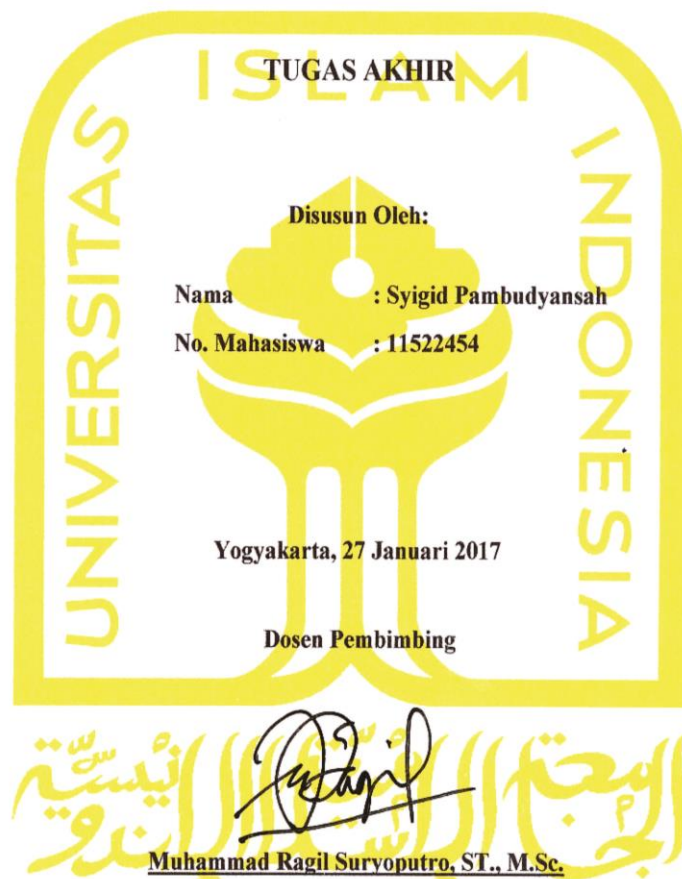 ISLAM
TUGAS AKHIR
UNIVERSITAS
INDONESIA
Disusun Oleh:
Nama : Syigid Pambudyansah
No. Mahasiswa : 11522454
Yogyakarta, 27 Januari 2017
Dosen Pembimbing
Muhammad Ragil Suryoputro, ST., M.Sc.